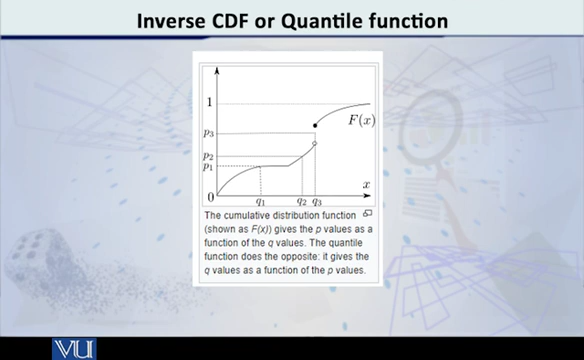 Inverse CDF or Quantile function
1
F(x)
p3
p2
p1
x
0
q1 q2 q3
The cumulative distribution function
(shown as F(x)) gives the p values as a
function of the q values. The quantile
function does the opposite: it gives the
q values as a function of the p values.
VU